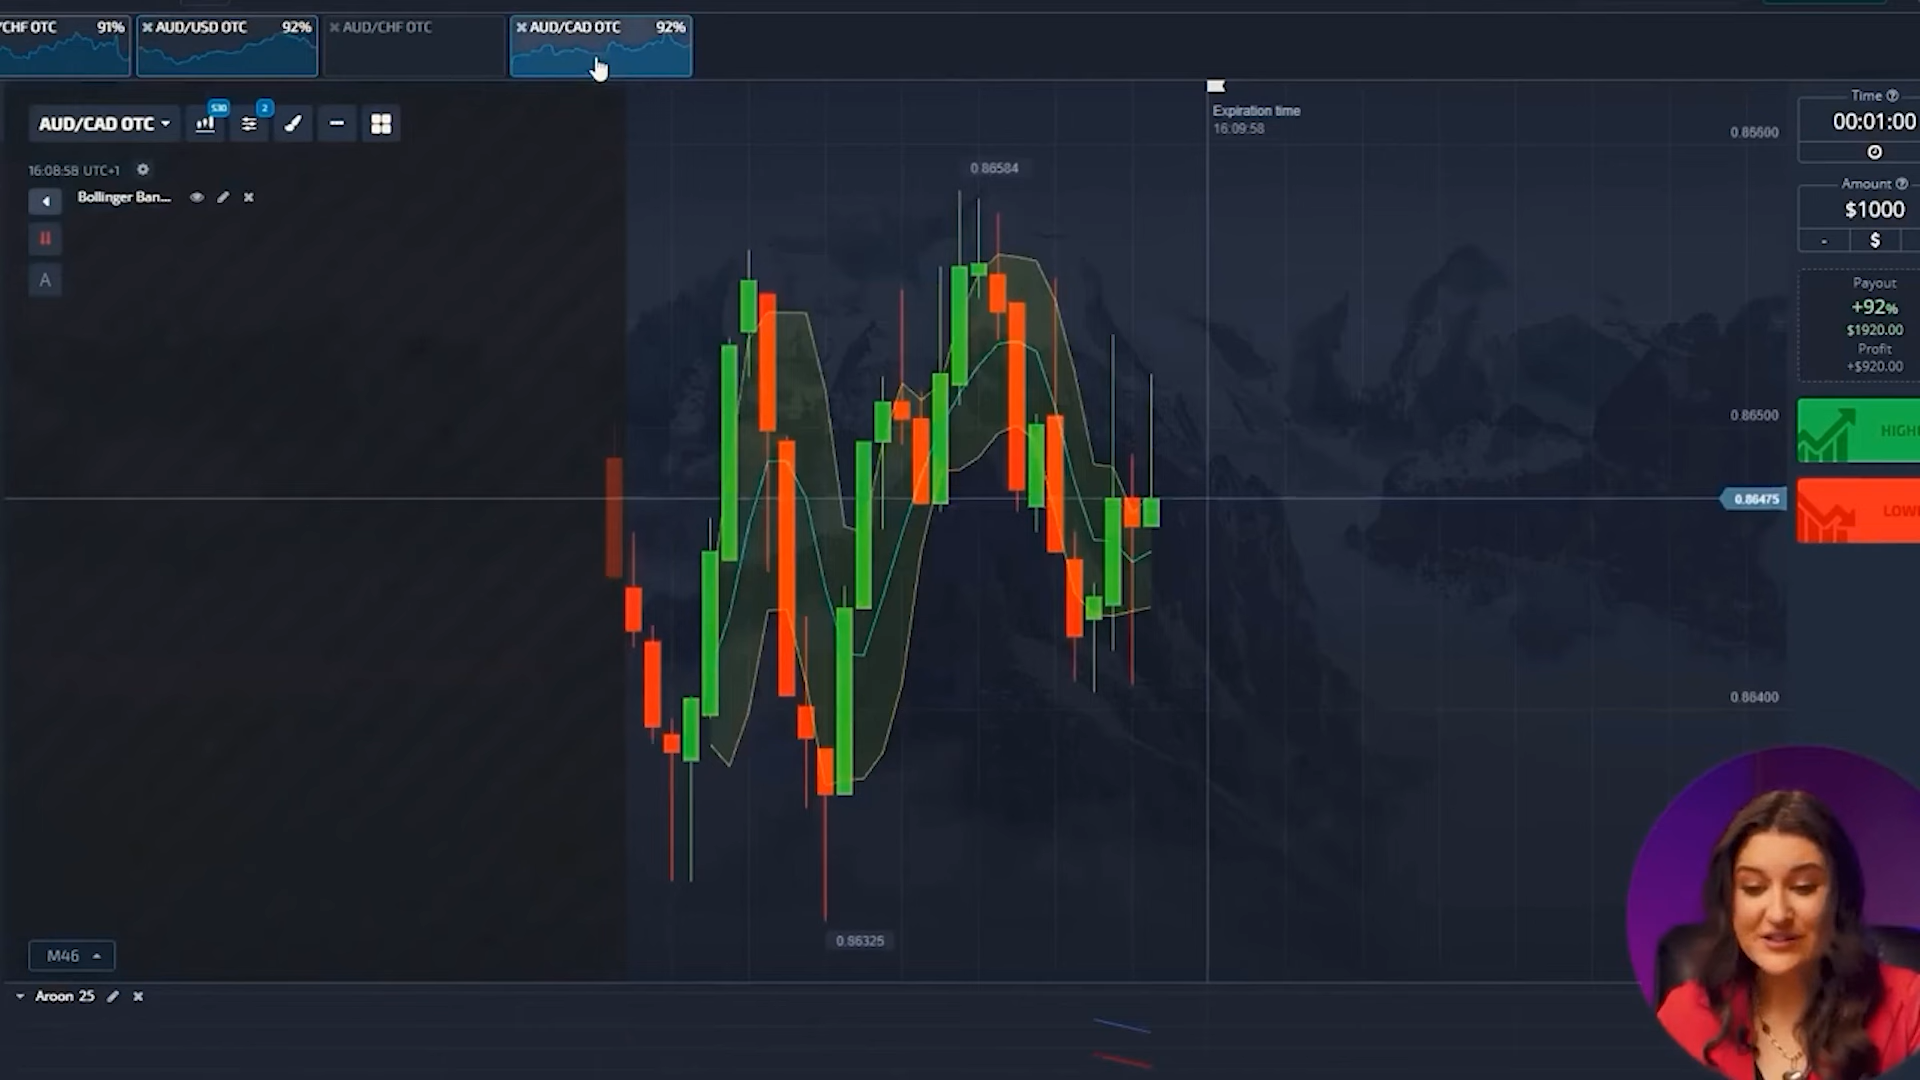 /CHF OTC 91%
AUD/USD OTC 92%
AUD/CHF OTC
AUD/CAD OTC 92%
AUD/CAD OTC
S30
2
16:08:58 UTC+1
Bollinger Ban...
A
Expiration time
16:09:58
0.86584
0.86325
0.86600
0.86500
0.86475
0.86400
Time
00:01:00
Amount
$1000
- $
Payout
+92%
$1920.00
Profit
+$920.00
HIGH
LOW
M46
Aroon 25